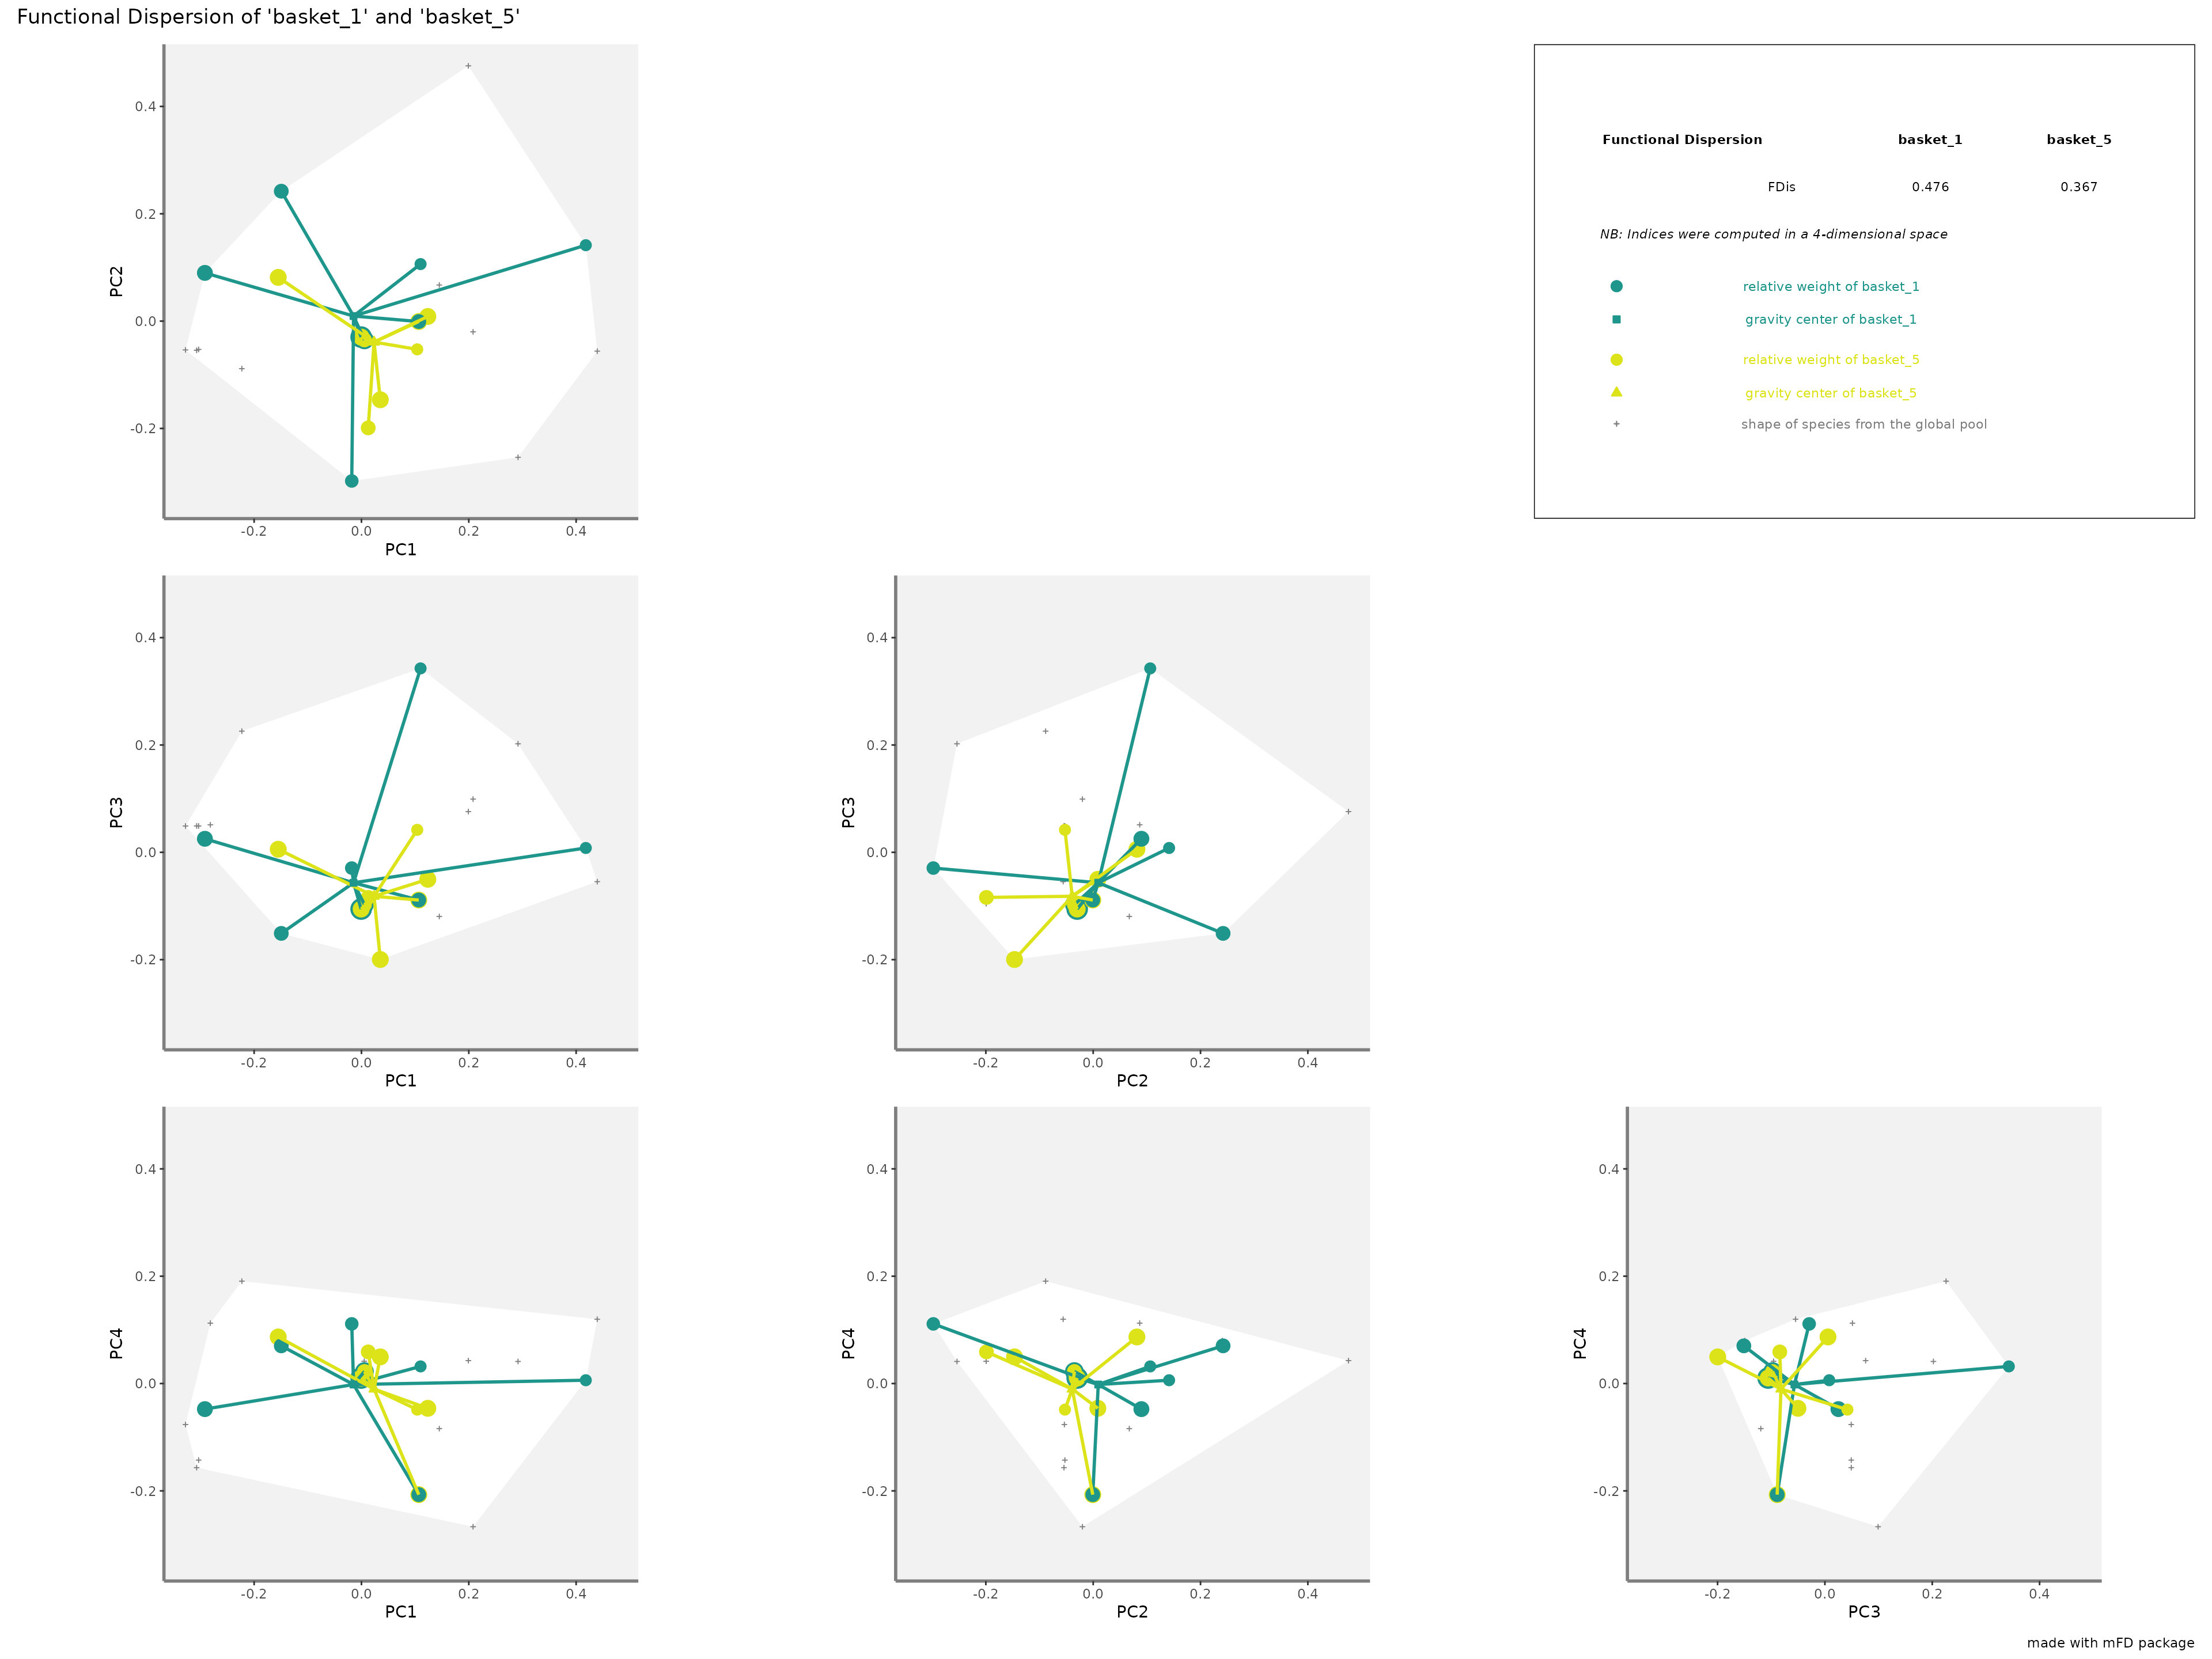 Functional Dispersion of 'basket_1' and 'basket_5'
0.4
0.2
0.0
-0.2
PC2
-0.2 0.0 0.2 0.4
PC1
Functional Dispersion basket_1 basket_5
FDis 0.476 0.367
NB: Indices were computed in a 4-dimensional space
relative weight of basket_1
gravity center of basket_1
relative weight of basket_5
gravity center of basket_5
shape of species from the global pool
0.4
0.2
0.0
-0.2
PC3
-0.2 0.0 0.2 0.4
PC1
0.4
0.2
0.0
-0.2
PC3
-0.2 0.0 0.2 0.4
PC2
0.4
0.2
0.0
-0.2
PC4
-0.2 0.0 0.2 0.4
PC1
0.4
0.2
0.0
-0.2
PC4
-0.2 0.0 0.2 0.4
PC2
0.4
0.2
0.0
-0.2
PC4
-0.2 0.0 0.2 0.4
PC3
made with mFD package